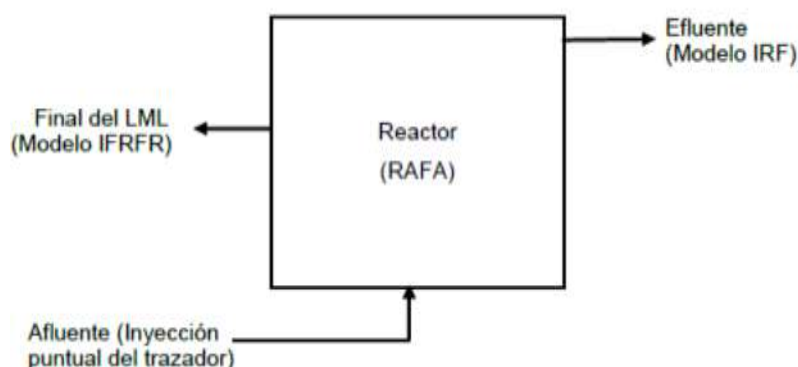 Efluente
(Modelo IRF)
Final del LML
(Modelo IFRFR)
Reactor
(RAFA)
Afluente (Inyección
puntual del trazador)